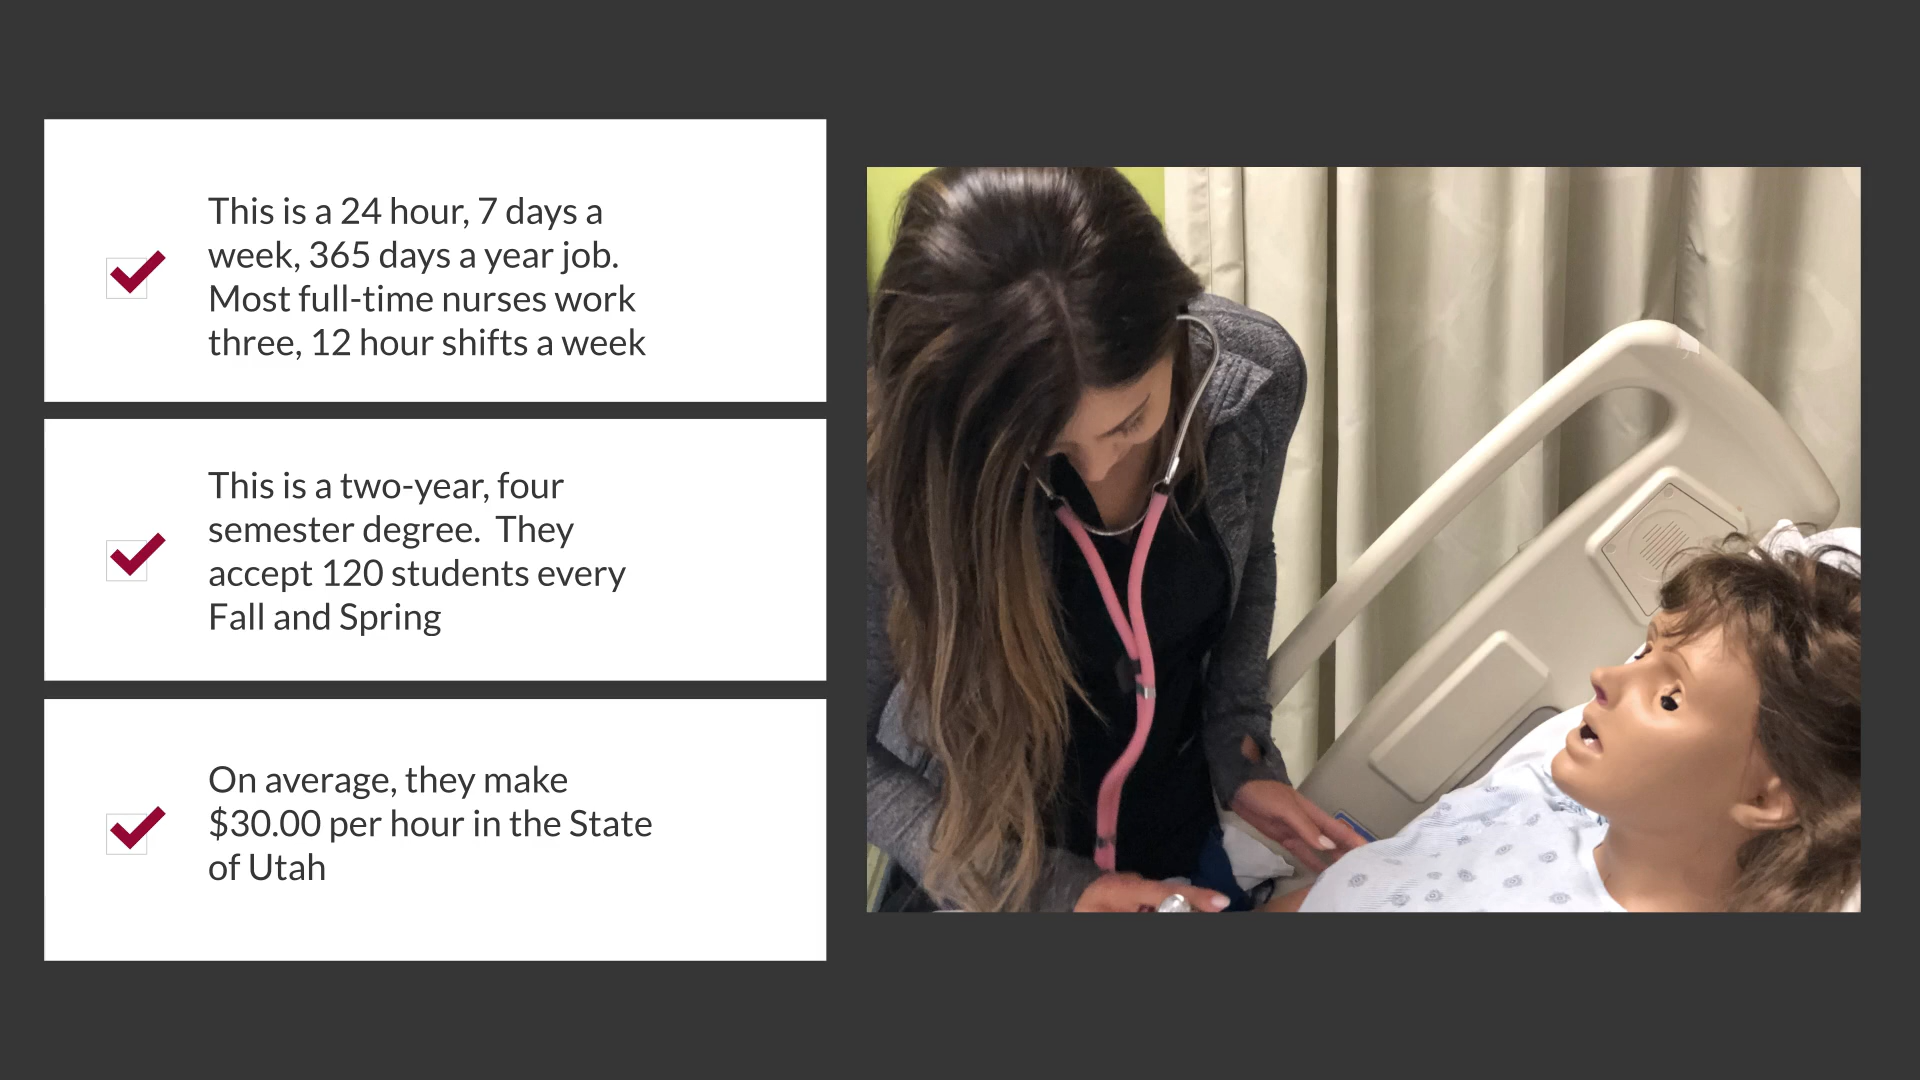 This is a 24 hour, 7 days a
week, 365 days a year job.
Most full-time nurses work
three, 12 hour shifts a week
This is a two-year, four
semester degree.  They
accept 120 students every
Fall and Spring
On average, they make
$30.00 per hour in the State
of Utah